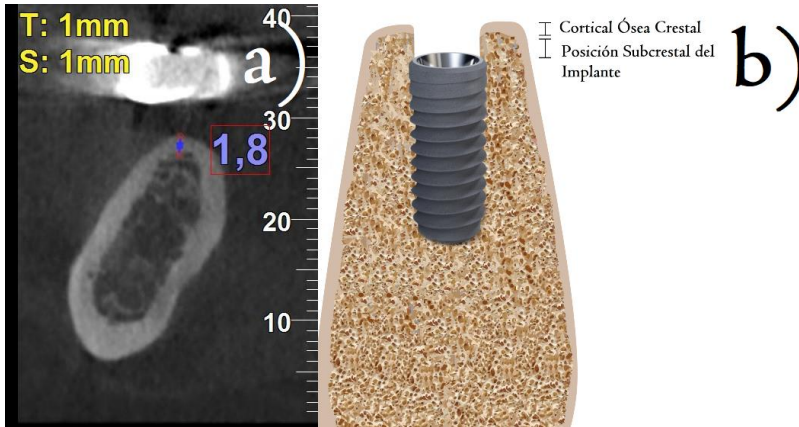 T: 1mm
S: 1mm
a)
40
30
1,8
20
10
Cortical Ósea Crestal
Posición Subcrestal del
Implante
b)